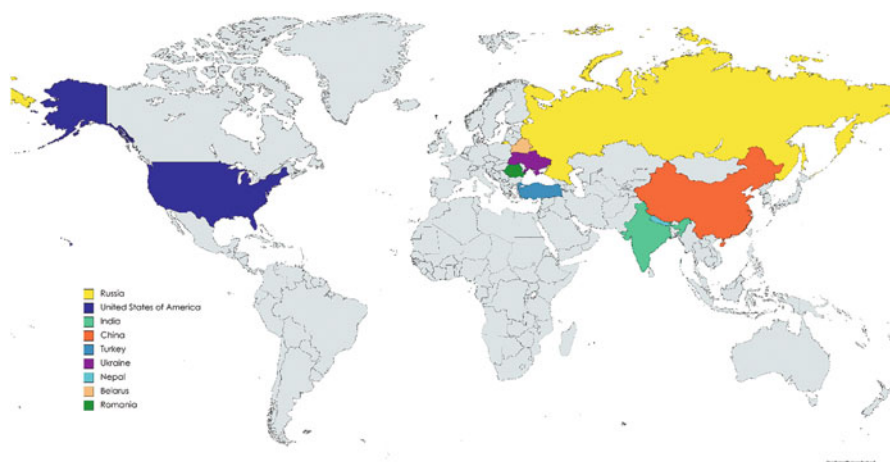 Russia
United States of America
India
China
Turkey
Ukraine
Nepal
Belarus
Romania